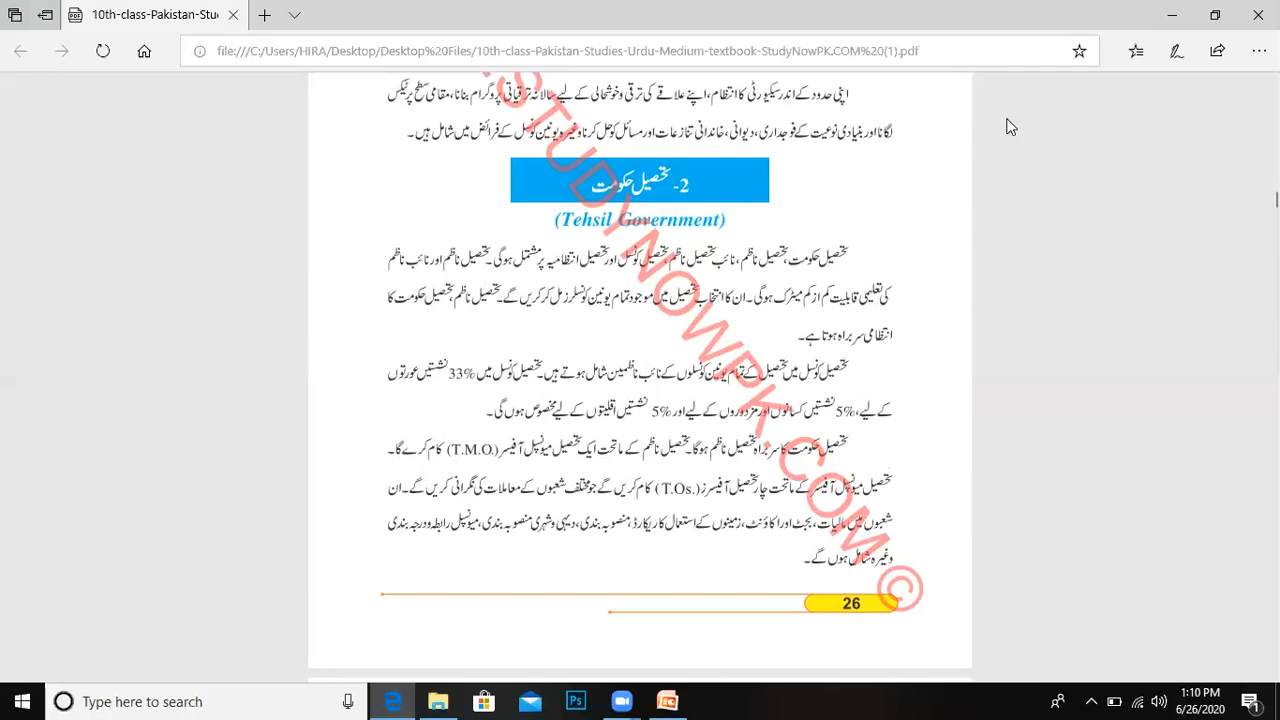 10th-class-Pakistan-Stu
file:///C:/Users/HIRA/Desktop/Desktop%20Files/10th-class-Pakistan-Studies-Urdu-Medium-textbook-StudyNowPK.COM%20(1).pdf
اپنی حدود کے اندر سیکیورٹی کا انتظام، اپنے علاقے کی ترقی و خوشحالی کے لیے سالانہ ترقیاتی پروگرام بنانا، مقامی سطح پر ٹیکس
لگانا اور بنیادی نوعیت کے فوجداری، دیوانی، خاندانی تنازعات اور مسائل کو حل کرنا وغیرہ یونین کونسل کے فرائض میں شامل ہیں۔
2- تحصیل حکومت
(Tehsil Government)
تحصیل حکومت، تحصیل ناظم، نائب تحصیل ناظم، تحصیل کونسل اور تحصیل انتظامیہ پر مشتمل ہوگی۔ تحصیل ناظم اور نائب ناظم
کی تعلیمی قابلیت کم از کم میٹرک ہوگی۔ ان کا انتخاب تحصیل میں موجود تمام یونین کونسلرز مل کر کریں گے۔ تحصیل ناظم، تحصیل حکومت کا
انتظامی سربراہ ہوتا ہے۔
تحصیل کونسل میں تحصیل کے تمام یونین کونسلوں کے نائب ناظمین شامل ہوتے ہیں۔ تحصیل کونسل میں 33% نشستیں عورتوں
کے لیے، 5% نشستیں کسانوں اور مزدوروں کے لیے اور 5% نشستیں اقلیتوں کے لیے مخصوص ہوں گی۔
تحصیل حکومت کا سربراہ تحصیل ناظم ہوگا۔ تحصیل ناظم کے ماتحت ایک تحصیل میونسپل آفیسر (T.M.O.) کام کرے گا۔
تحصیل میونسپل آفیسر کے ماتحت چار تحصیل آفیسرز (T.Os.) کام کریں گے جو مختلف شعبوں کے معاملات کی نگرانی کریں گے۔ ان
شعبوں میں مالیات، بجٹ اور اکاؤنٹ، زمینوں کے استعمال کا ریکارڈ، منصوبہ بندی، دیہی و شہری منصوبہ بندی، میونسپل رابطہ و درجہ بندی
وغیرہ شامل ہوں گے۔
.STUDYNOWPK.COM©
26
Type here to search
1:10 PM
6/26/2020